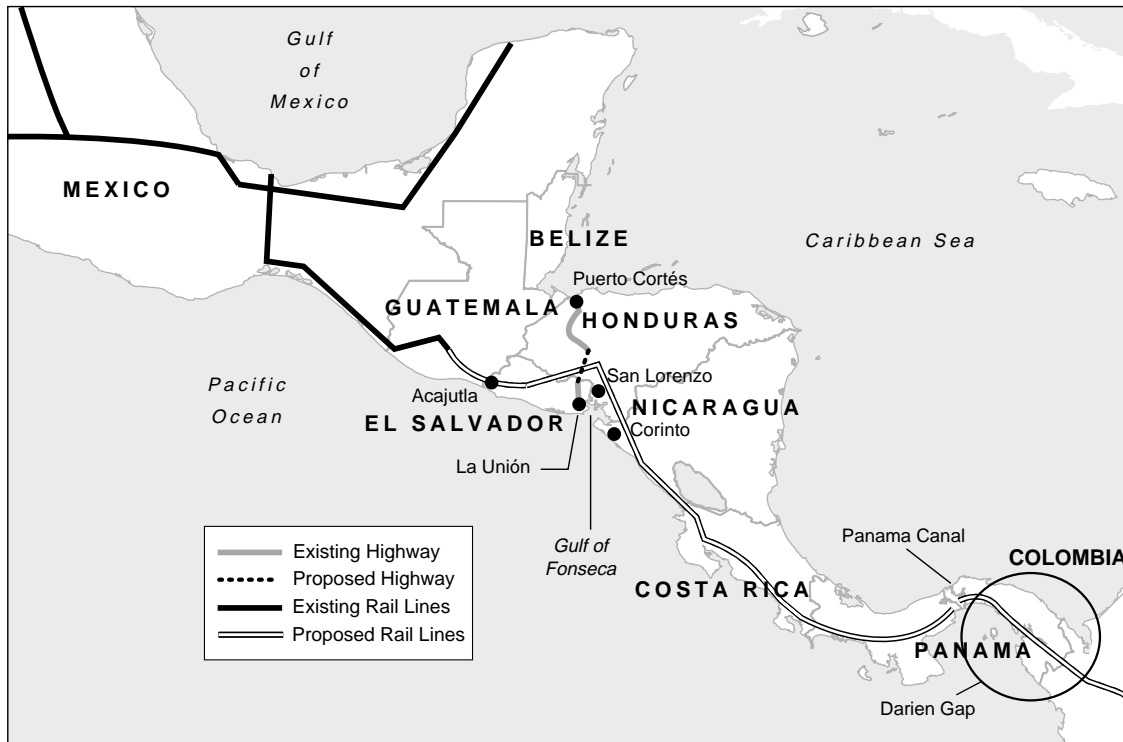 Gulf
of
Mexico
MEXICO
BELIZE
Caribbean Sea
Puerto Cortés
GUATEMALA
HONDURAS
Pacific
Ocean
Acajutla
San Lorenzo
EL SALVADOR
NICARAGUA
Corinto
La Unión
Gulf of
Fonseca
Panama Canal
COLOMBIA
COSTA RICA
PANAMA
Darien Gap
Existing Highway
Proposed Highway
Existing Rail Lines
Proposed Rail Lines